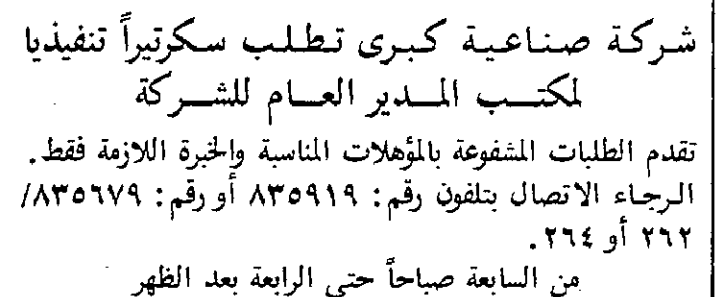 شركة صناعية كبرى تطلب سكرتيراً تنفيذيا
لمكتب المدير العام للشركة
تقدم الطلبات المشفوعة بالمؤهلات المناسبة والخبرة اللازمة فقط.
الرجاء الاتصال بتلفون رقم: ٨٣٥٩١٩ أو رقم: ٨٣٥٦٧٩/
٢٦٢ أو ٢٦٤.
من السابعة صباحاً حتى الرابعة بعد الظهر